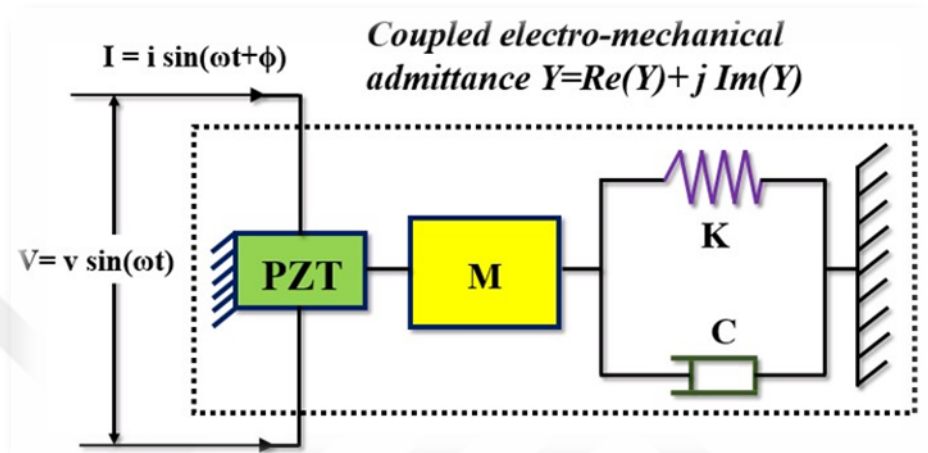 I = i sin(ωt+ϕ)
Coupled electro-mechanical
admittance Y=Re(Y)+ j Im(Y)
V= v sin(ωt)
PZT
M
K
C